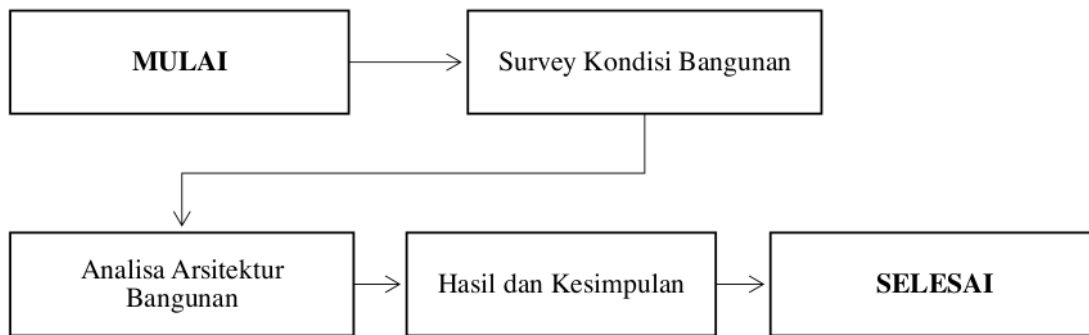 MULAI
Survey Kondisi Bangunan
Analisa Arsitektur
Bangunan
Hasil dan Kesimpulan
SELESAI